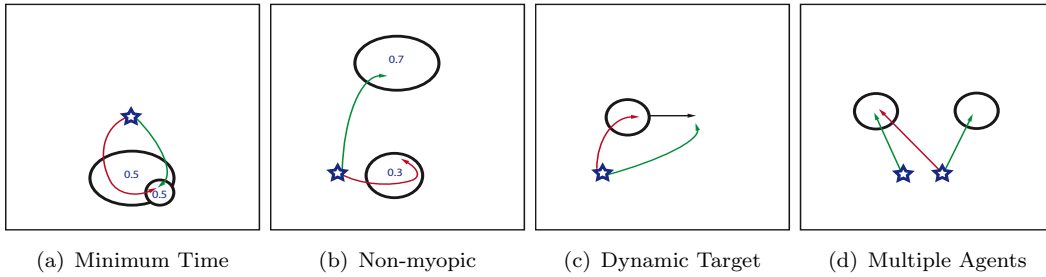 0.7
0.5
0.3
0.5
(a) Minimum Time
(b) Non-myopic
(c) Dynamic Target
(d) Multiple Agents